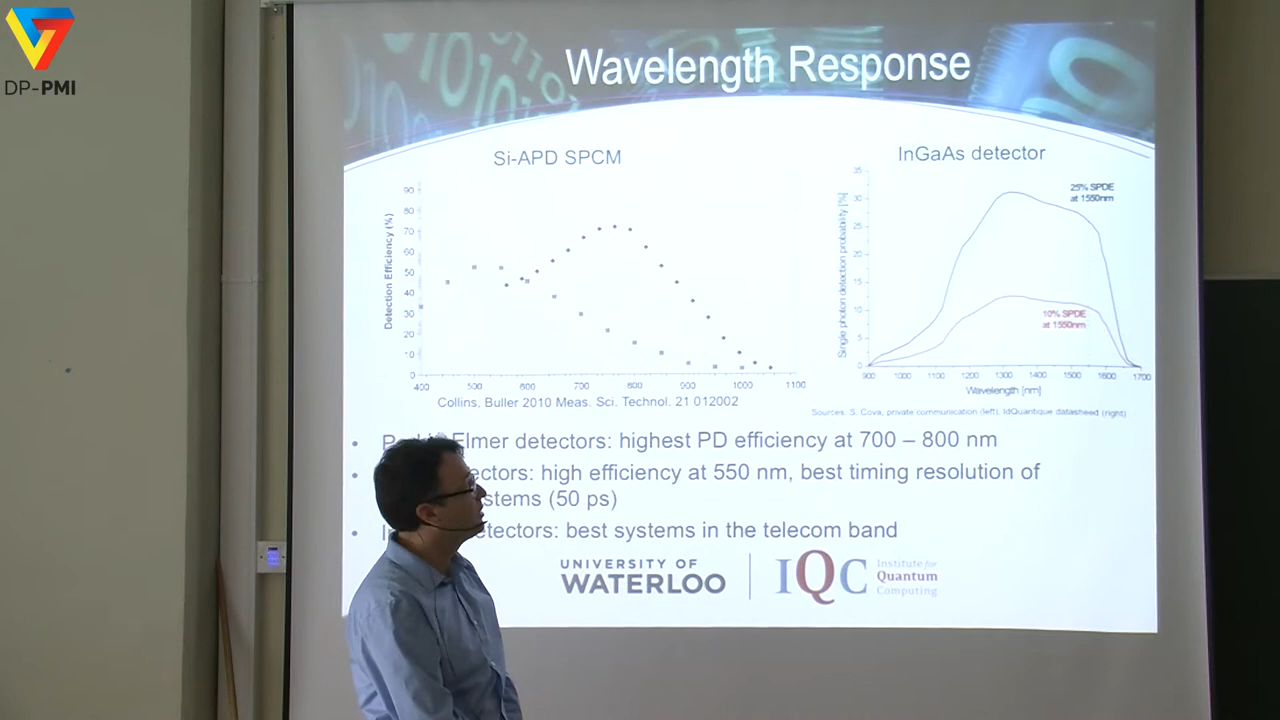 DP-PMI
Wavelength Response
Si-APD SPCM
InGaAs detector
Detection Efficiency (%)
90
80
70
60
50
40
30
20
10
0
400 500 600 700 800 900 1000 1100
Collins, Buller 2010 Meas. Sci. Technol. 21 012002
Single photon detection probability [%]
35
30
25
20
15
10
5
0
25% SPDE
at 1550nm
10% SPDE
at 1550nm
900 1000 1100 1200 1300 1400 1500 1600 1700
Wavelength [nm]
Sources. S. Cova, private communication (left), IdQuantique datasheed (right)
Elmer detectors: highest PD efficiency at 700 – 800 nm
high efficiency at 550 nm, best timing resolution of
(50 ps)
best systems in the telecom band
UNIVERSITY OF
WATERLOO
IQC
Institute for
Quantum
Computing